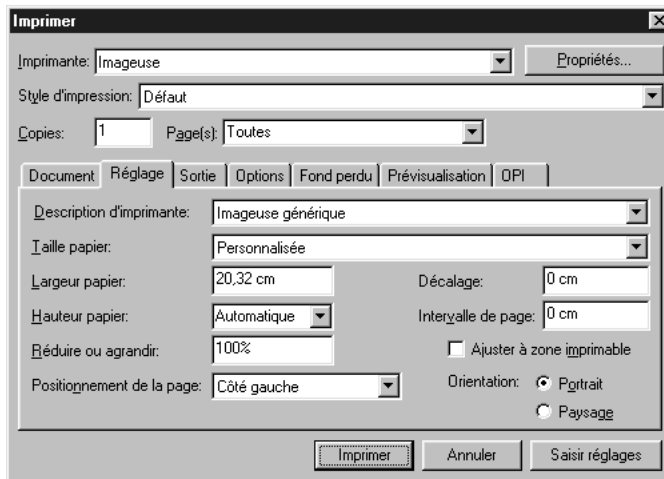 Imprimer
Imprimante: Imageuse Propriétés...
Style d'impression: Défaut
Copies: 1 Page(s): Toutes
Document Réglage Sortie Options Fond perdu Prévisualisation OPI
Description d'imprimante: Imageuse générique
Taille papier: Personnalisée
Largeur papier: 20,32 cm Décalage: 0 cm
Hauteur papier: Automatique Intervalle de page: 0 cm
Réduire ou agrandir: 100% Ajuster à zone imprimable
Positionnement de la page: Côté gauche Orientation: Portrait
Paysage
Imprimer Annuler Saisir réglages